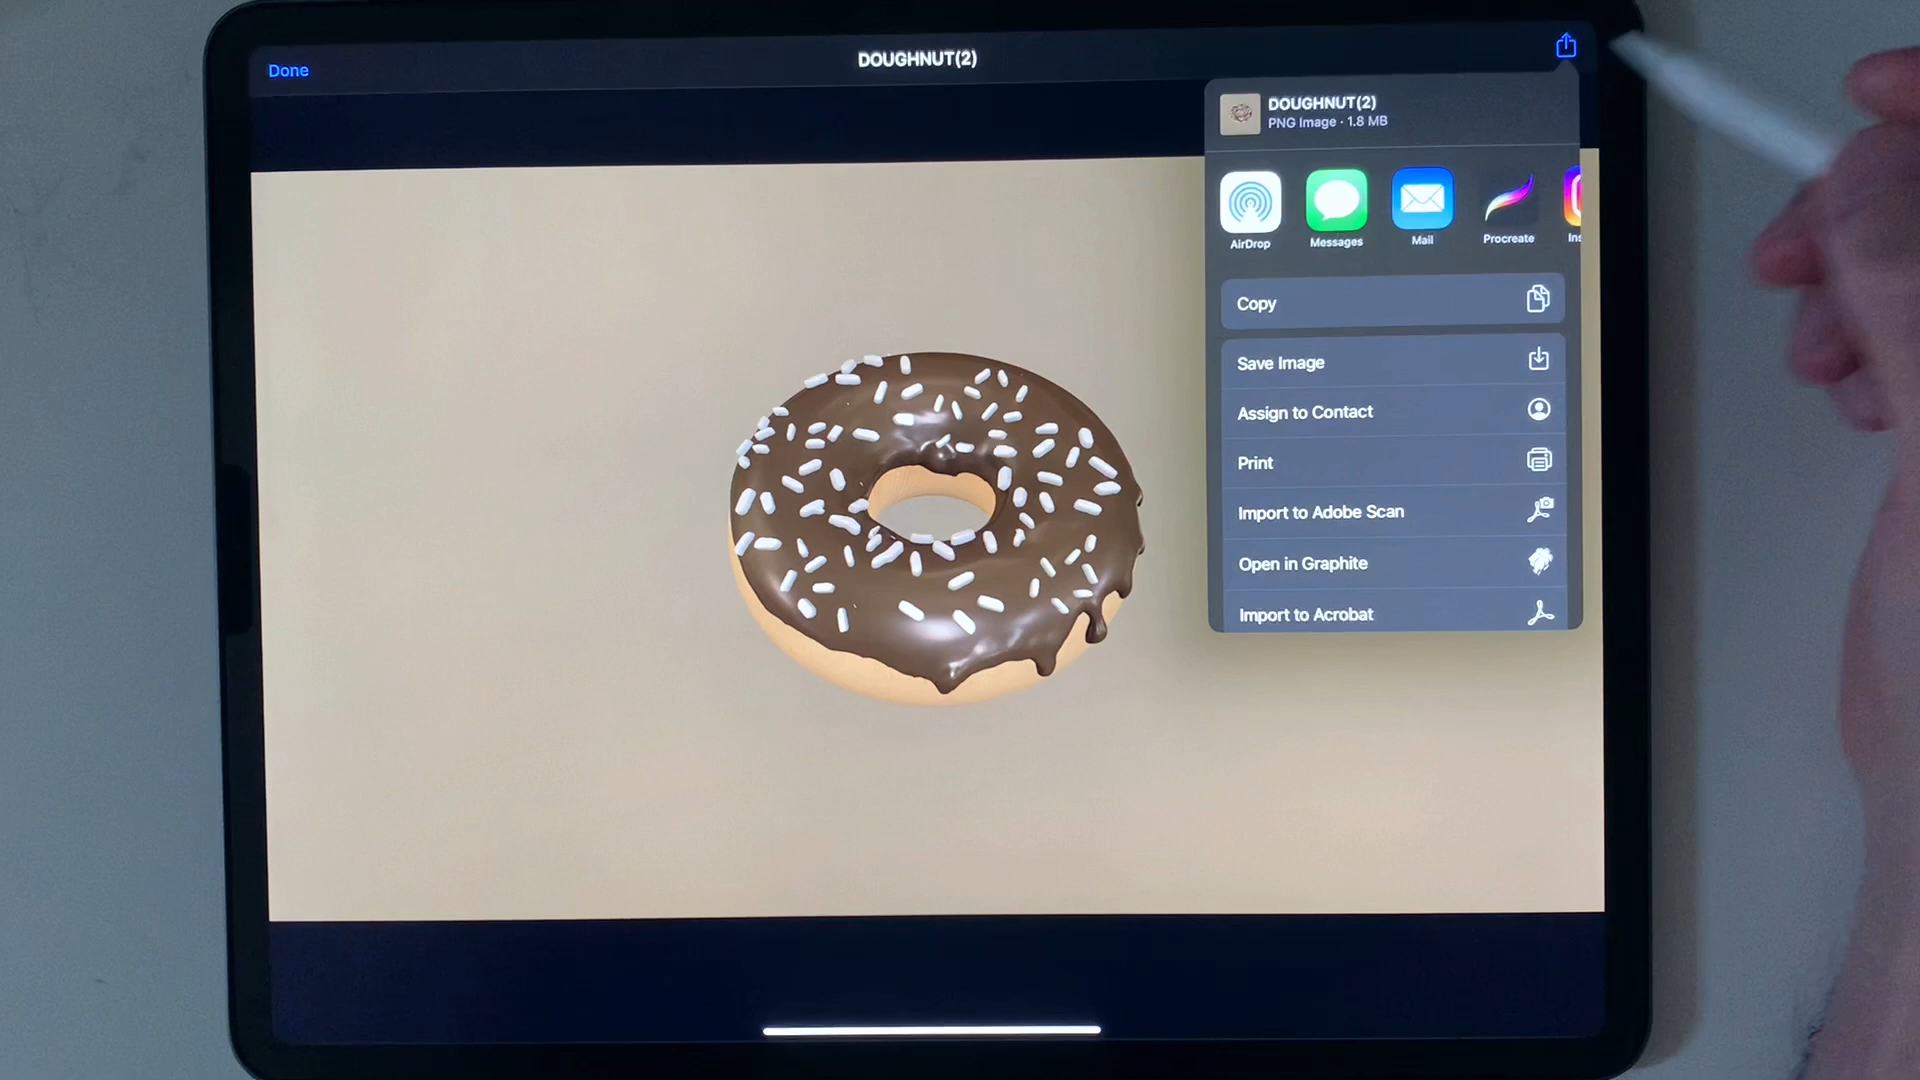 Done
DOUGHNUT(2)
DOUGHNUT(2)
PNG Image · 1.8 MB
AirDrop
Messages
Mail
Procreate
Ins
Copy
Save Image
Assign to Contact
Print
Import to Adobe Scan
Open in Graphite
Import to Acrobat